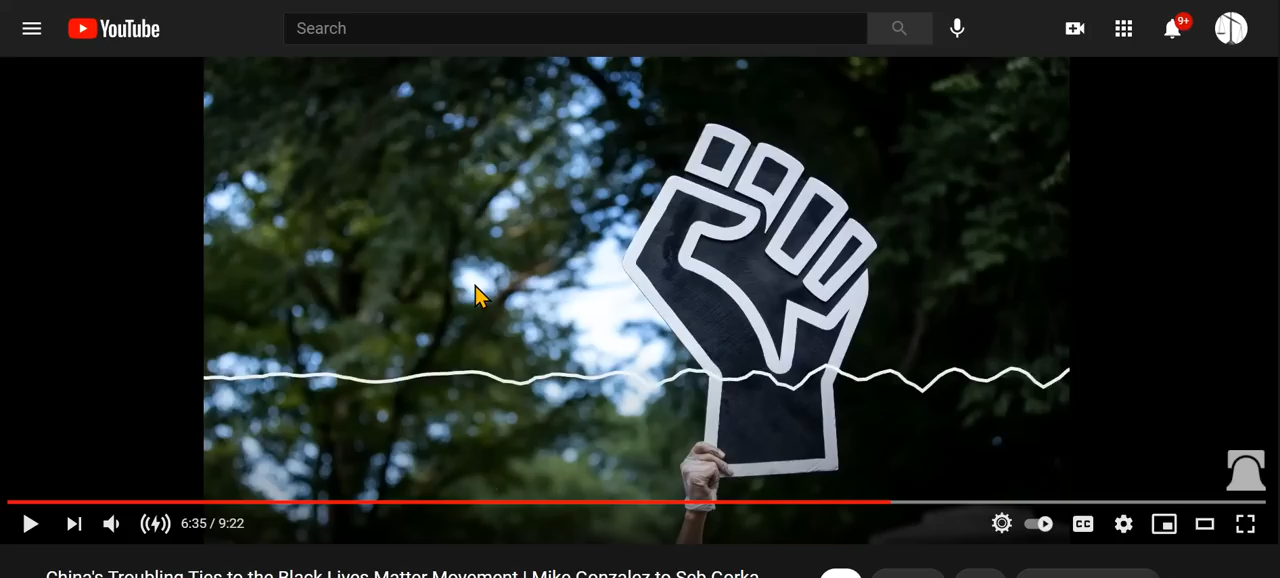 YouTube
Search
9+
6:35 / 9:22
CC
China's Troubling Ties to the Black Lives Matter Movement | Mike Gonzalez to Seb Gorka